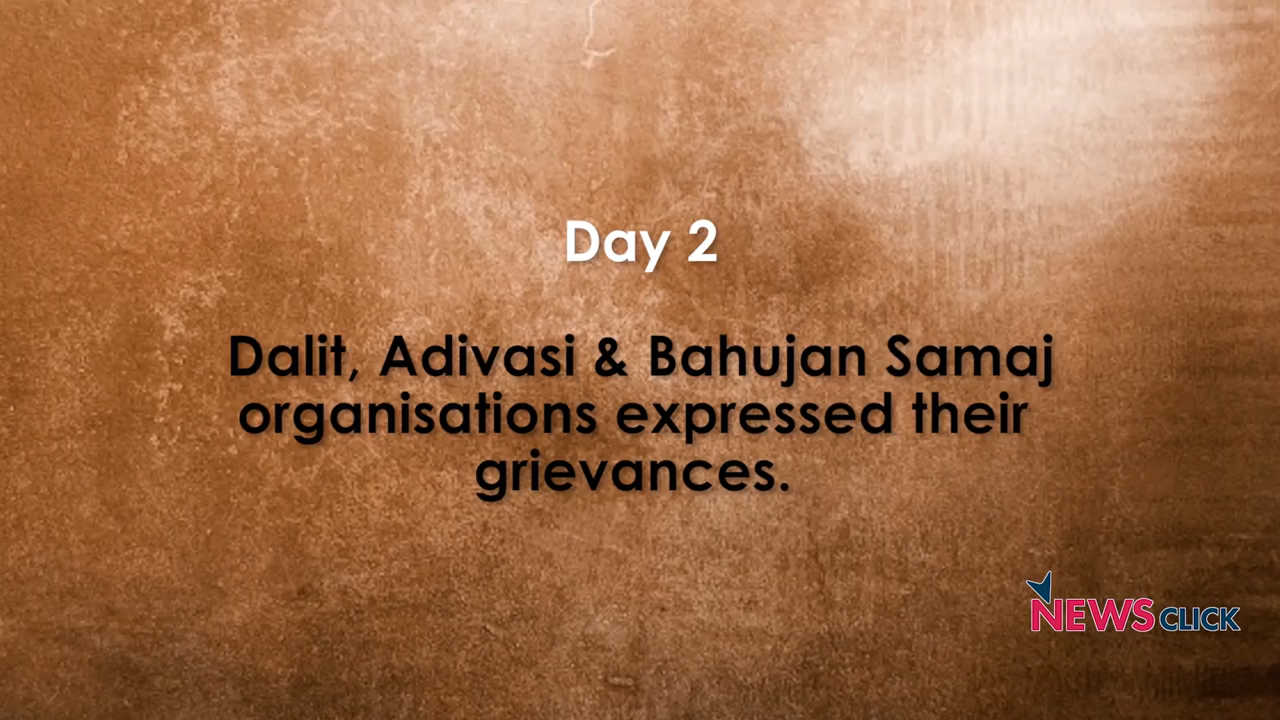 Day 2
Dalit, Adivasi & Bahujan Samaj
organisations expressed their
grievances.
NEWSCLICK